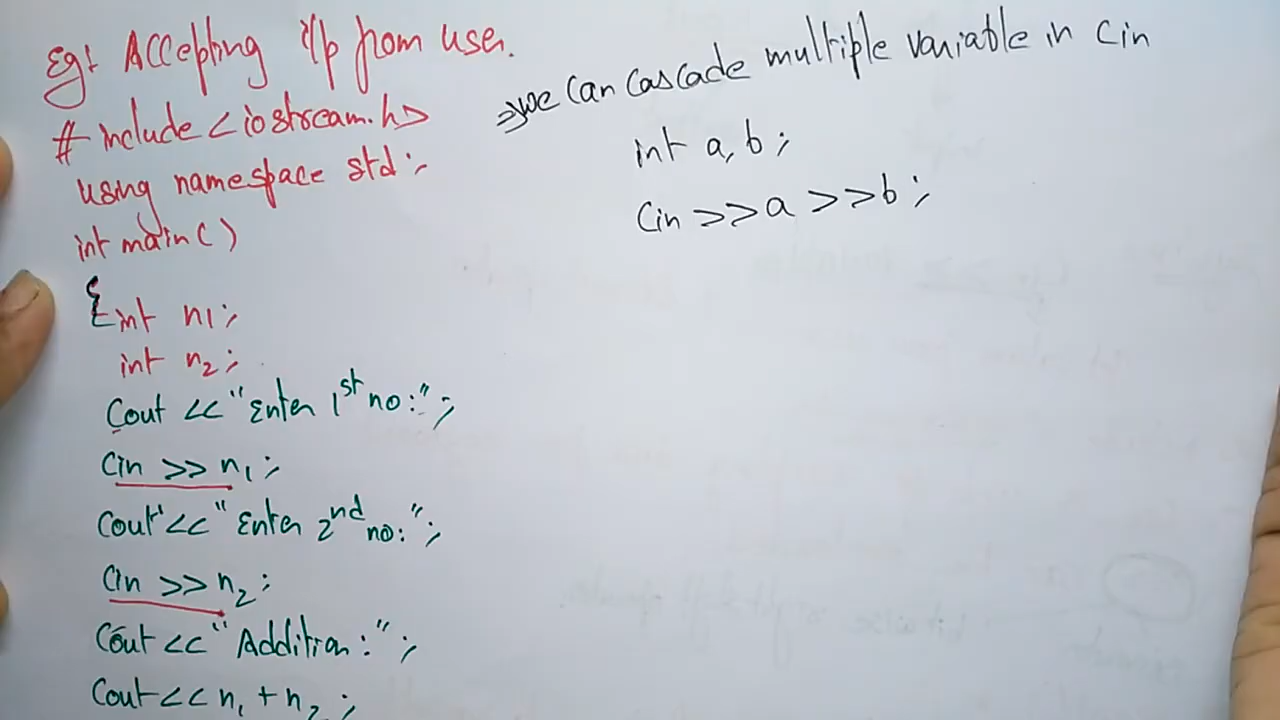 Eg: Accepting i/p from user.
# include <iostream.h>
using namespace std;
int main( )
{ int n1;
int n2;
Cout << "Enter 1st no:";
Cin >> n1;
Cout << "Enter 2nd no:";
Cin >> n2;
Cout << "Addition:";
Cout << n1 + n2;
⇒ we can cascade multiple variable in Cin
int a, b;
Cin >> a >> b;